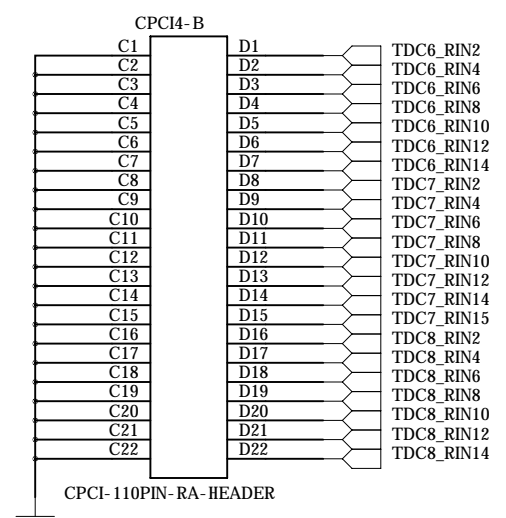 CPCI4-B
C1 D1 TDC6_RIN2
C2 D2 TDC6_RIN4
C3 D3 TDC6_RIN6
C4 D4 TDC6_RIN8
C5 D5 TDC6_RIN10
C6 D6 TDC6_RIN12
C7 D7 TDC6_RIN14
C8 D8 TDC7_RIN2
C9 D9 TDC7_RIN4
C10 D10 TDC7_RIN6
C11 D11 TDC7_RIN8
C12 D12 TDC7_RIN10
C13 D13 TDC7_RIN12
C14 D14 TDC7_RIN14
C15 D15 TDC7_RIN15
C16 D16 TDC8_RIN2
C17 D17 TDC8_RIN4
C18 D18 TDC8_RIN6
C19 D19 TDC8_RIN8
C20 D20 TDC8_RIN10
C21 D21 TDC8_RIN12
C22 D22 TDC8_RIN14
CPCI-110PIN-RA-HEADER